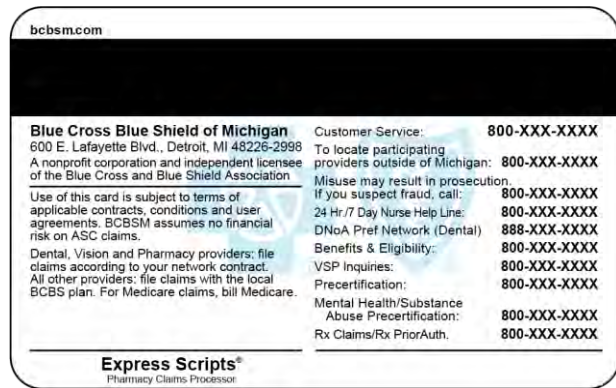 bcbsm.com
Blue Cross Blue Shield of Michigan
600 E. Lafayette Blvd., Detroit, MI 48226-2998
A nonprofit corporation and independent licensee
of the Blue Cross and Blue Shield Association
Use of this card is subject to terms of
applicable contracts, conditions and user
agreements. BCBSM assumes no financial
risk on ASC claims.
Dental, Vision and Pharmacy providers: file
claims according to your network contract.
All other providers: file claims with the local
BCBS plan. For Medicare claims, bill Medicare.
Express Scripts®
Pharmacy Claims Processor
Customer Service: 800-XXX-XXXX
To locate participating
providers outside of Michigan: 800-XXX-XXXX
Misuse may result in prosecution.
If you suspect fraud, call: 800-XXX-XXXX
24 Hr./7 Day Nurse Help Line: 800-XXX-XXXX
DNoA Pref Network (Dental) 888-XXX-XXXX
Benefits & Eligibility: 800-XXX-XXXX
VSP Inquiries: 800-XXX-XXXX
Precertification: 800-XXX-XXXX
Mental Health/Substance
Abuse Precertification: 800-XXX-XXXX
Rx Claims/Rx PriorAuth. 800-XXX-XXXX